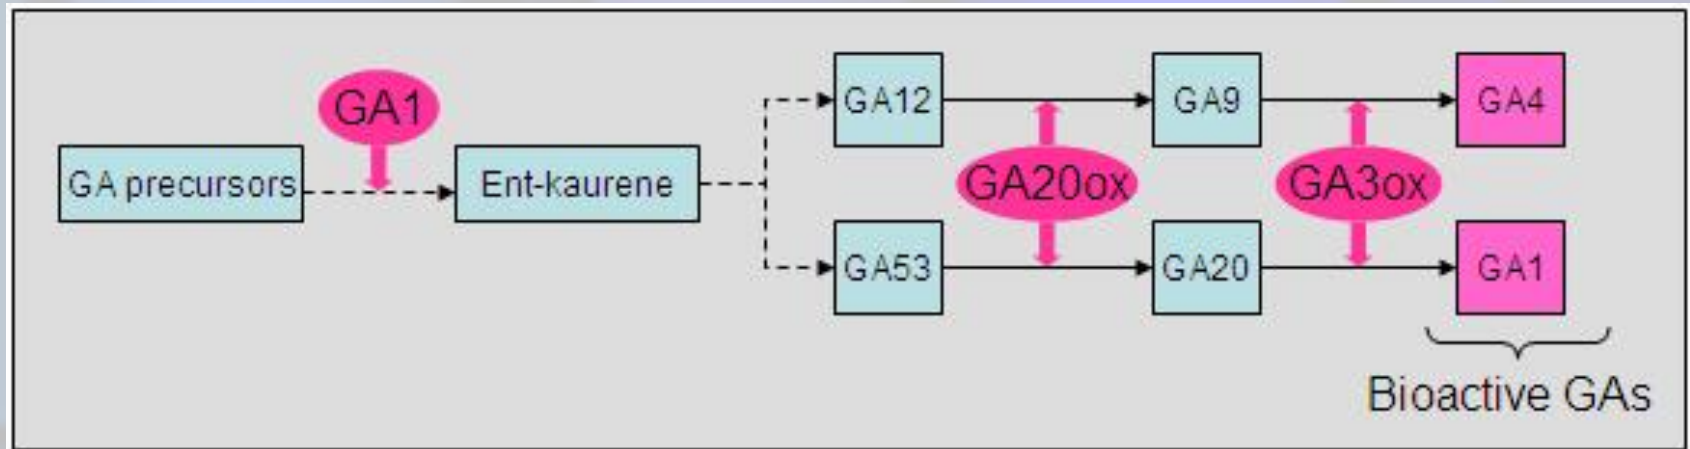 GA1
GA precursors
Ent-kaurene
GA12
GA9
GA4
GA20ox
GA3ox
GA53
GA20
GA1
Bioactive GAs